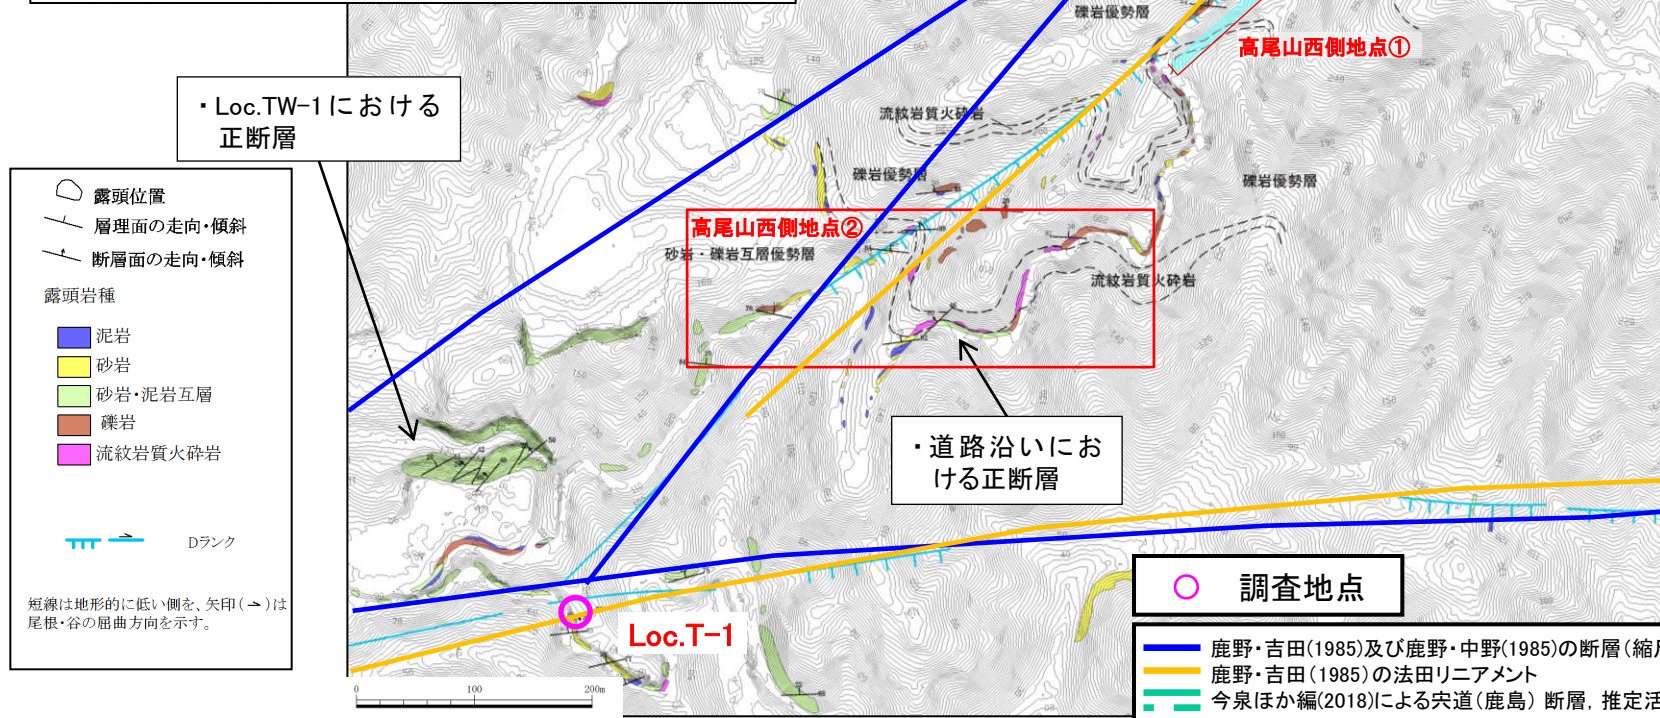 礫岩優勢層
高尾山西側地点①
・Loc.TW-1における
正断層
流紋岩質火砕岩
礫岩優勢層
礫岩優勢層
露頭位置
層理面の走向・傾斜
断層面の走向・傾斜
露頭岩種
泥岩
砂岩
砂岩・泥岩互層
礫岩
流紋岩質火砕岩
Dランク
短線は地形的に低い側を、矢印(→)は
尾根・谷の屈曲方向を示す。
高尾山西側地点②
砂岩・礫岩互層優勢層
流紋岩質火砕岩
・道路沿いにお
ける正断層
Loc.T-1
0 100 200m
調査地点
鹿野・吉田(1985)及び鹿野・中野(1985)の断層(縮
鹿野・吉田(1985)の法田リニアメント
今泉ほか編(2018)による宍道(鹿島)断層，推定活